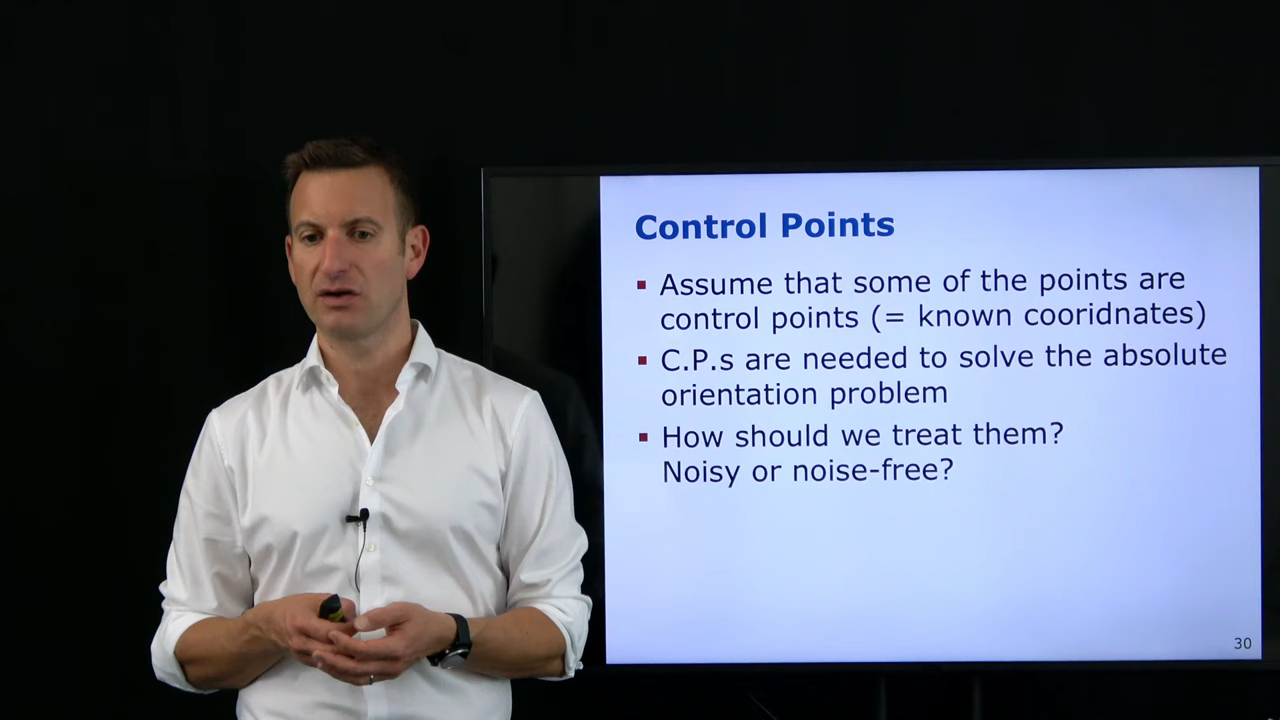 Control Points
▪ Assume that some of the points are
control points (= known cooridnates)
▪ C.P.s are needed to solve the absolute
orientation problem
▪ How should we treat them?
Noisy or noise-free?
30